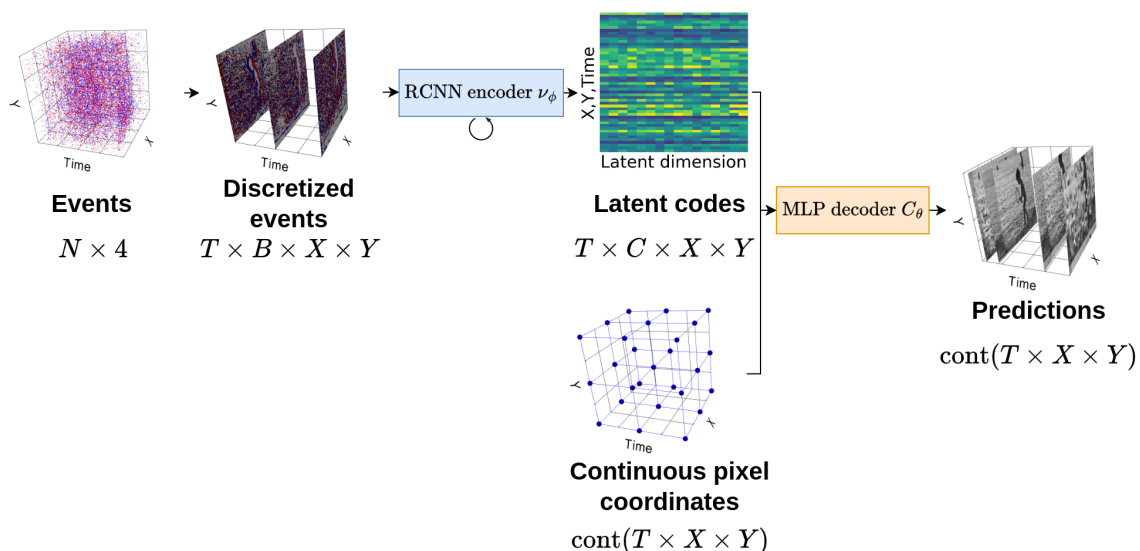 Y
Time
X
Events
N × 4
Y
Time
X
Discretized
events
T × B × X × Y
RCNN encoder ν_ϕ
X,Y,Time
Latent dimension
Latent codes
T × C × X × Y
Y
Time
X
Continuous pixel
coordinates
cont(T × X × Y)
MLP decoder C_θ
Y
Time
X
Predictions
cont(T × X × Y)